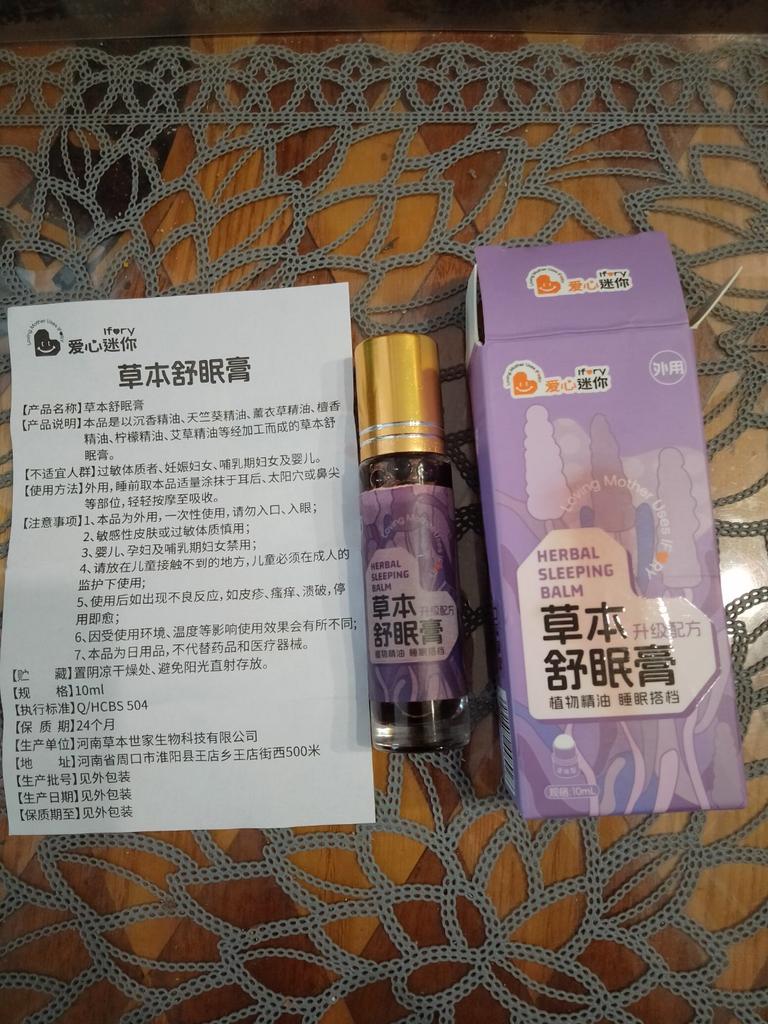 Loving Mother Uses Ifory
Ifory
爱心迷你
草本舒眠膏
【产品名称】草本舒眠膏
【产品说明】本品是以沉香精油、天竺葵精油、薰衣草精油、檀香
精油、柠檬精油、艾草精油等经加工而成的草本舒
眠膏。
【不适宜人群】过敏体质者、妊娠妇女、哺乳期妇女及婴儿。
【使用方法】外用，睡前取本品适量涂抹于耳后、太阳穴或鼻尖
等部位，轻轻按摩至吸收。
【注意事项】1、本品为外用，一次性使用，请勿入口、入眼；
2、敏感性皮肤或过敏体质慎用；
3、婴儿、孕妇及哺乳期妇女禁用；
4、请放在儿童接触不到的地方，儿童必须在成人的
监护下使用；
5、使用后如出现不良反应，如皮疹、瘙痒、溃破，停
用即愈；
6、因受使用环境、温度等影响使用效果会有所不同；
7、本品为日用品，不代替药品和医疗器械。
【贮 藏】置阴凉干燥处、避免阳光直射存放。
【规 格】10ml
【执行标准】Q/HCBS 504
【保 质 期】24个月
【生产单位】河南草本世家生物科技有限公司
【地 址】河南省周口市淮阳县王店乡王店街西500米
【生产批号】见外包装
【生产日期】见外包装
【保质期至】见外包装
HERBAL
SLEEPING
BALM
草本 升级配方
舒眠膏
植物精油 睡眠搭档
Ifory
爱心迷你
Ifory
爱心迷你
外用
Loving Mother Uses Ifory
HERBAL
SLEEPING
BALM
草本 升级配方
舒眠膏
植物精油 睡眠搭档
规格:10mL